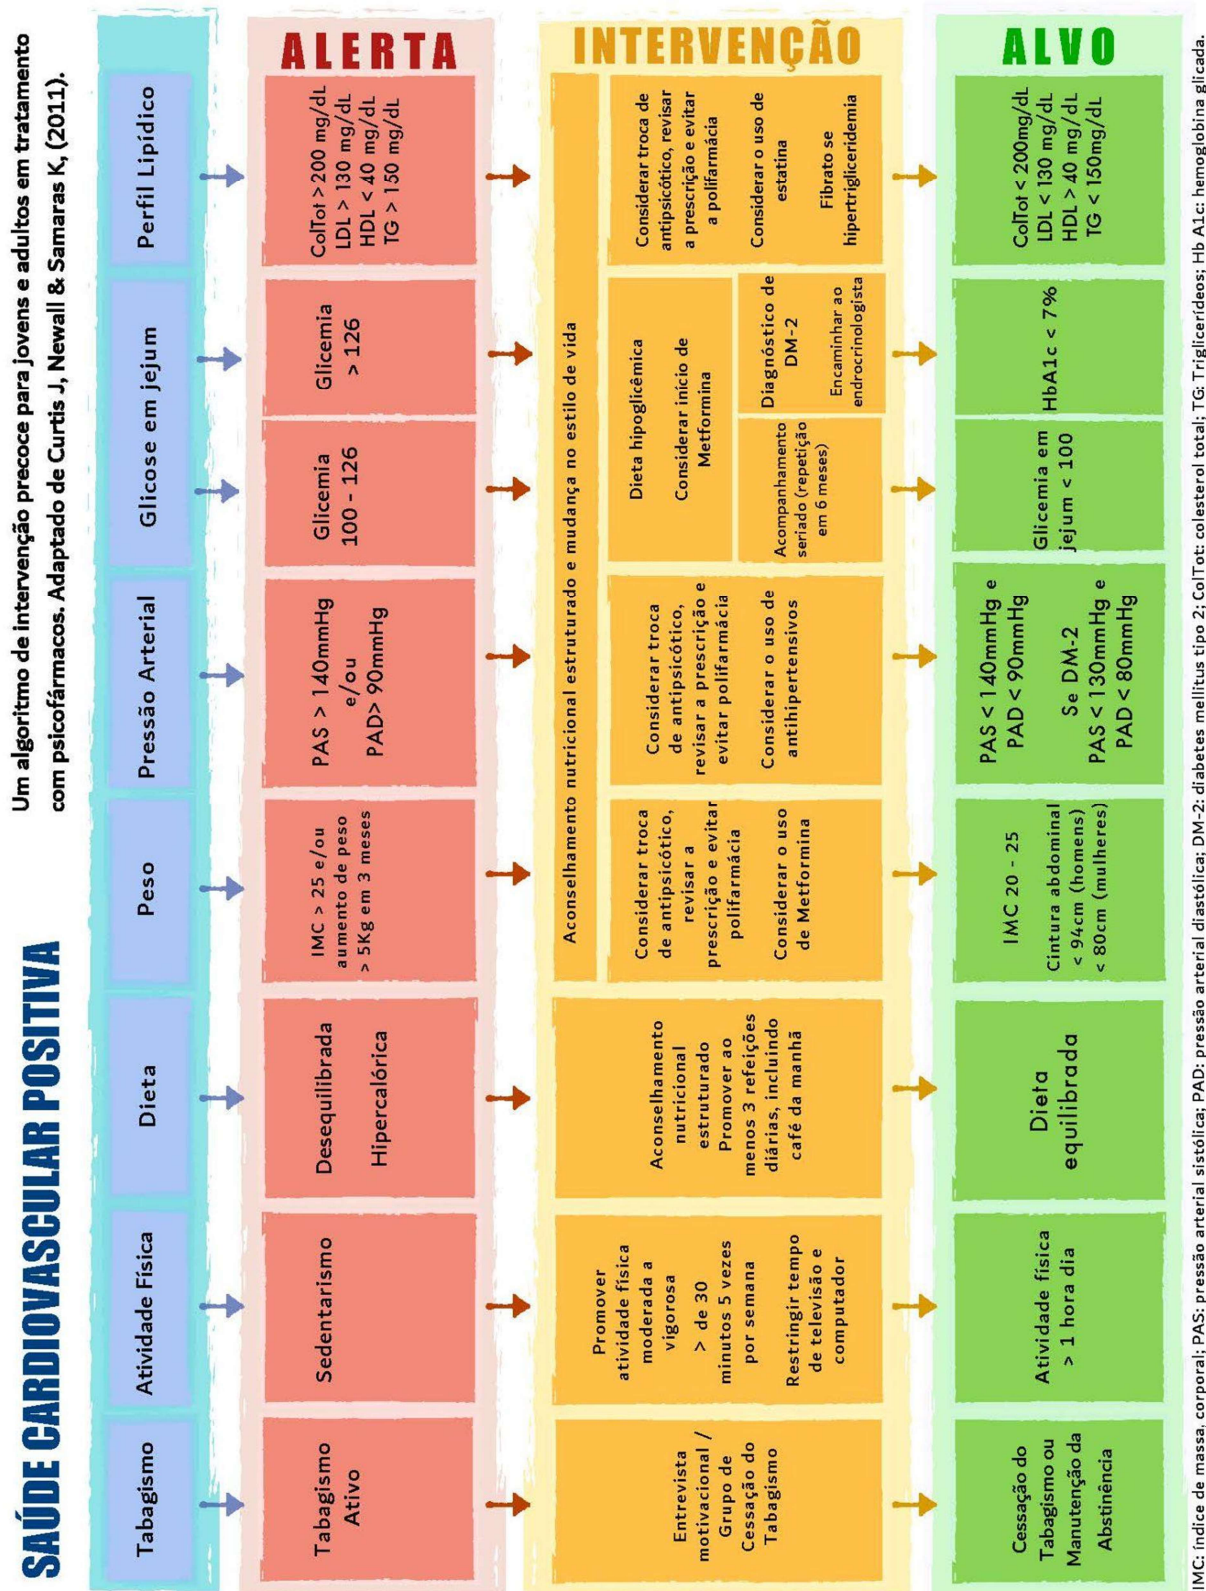 SAÚDE CARDIOVASCULAR POSITIVA
Um algoritmo de intervenção precoce para jovens e adultos em tratamento
com psicofármacos. Adaptado de Curtis J, Newall & Samaras K, (2011).
Tabagismo
Atividade Física
Dieta
Peso
Pressão Arterial
Glicose em jejum
Perfil Lipídico
ALERTA
Tabagismo
Ativo
Sedentarismo
Desequilibrada
Hipercalórica
IMC > 25 e/ou
aumento de peso
> 5Kg em 3 meses
PAS > 140mmHg
e/ou
PAD> 90mmHg
Glicemia
100 - 126
Glicemia
> 126
ColTot > 200 mg/dL
LDL > 130 mg/dL
HDL < 40 mg/dL
TG > 150 mg/dL
INTERVENÇÃO
Entrevista
motivacional /
Grupo de
Cessação do
Tabagismo
Promover
atividade física
moderada a
vigorosa
> de 30
minutos 5 vezes
por semana
Restringir tempo
de televisão e
computador
Aconselhamento
nutricional
estruturado
Promover ao
menos 3 refeições
diárias, incluindo
café da manhã
Aconselhamento nutricional estruturado e mudança no estilo de vida
Considerar troca
de antipsicótico,
revisar a
prescrição e evitar
polifarmácia
Considerar o uso
de Metformina
Considerar troca
de antipsicótico,
revisar a prescrição e
evitar polifarmácia
Considerar o uso de
antihipertensivos
Dieta hipoglicêmica
Considerar início de
Metformina
Acompanhamento
seriado (repetição
em 6 meses)
Diagnóstico de
DM-2
Encaminhar ao
endrocrinologista
Considerar troca de
antipsicótico, revisar
a prescrição e evitar
a polifarmácia
Considerar o uso de
estatina
Fibrato se
hipertrigliceridemia
ALVO
Cessação do
Tabagismo ou
Manutenção da
Abstinência
Atividade física
> 1 hora dia
Dieta
equilibrada
IMC 20 - 25
Cintura abdominal
< 94cm (homens)
< 80cm (mulheres)
PAS < 140mmHg e
PAD < 90mmHg
Se DM-2
PAS < 130mmHg e
PAD < 80mmHg
Glicemia em
jejum < 100
HbA1c < 7%
ColTot < 200mg/dL
LDL < 130 mg/dL
HDL > 40 mg/dL
TG < 150mg/dL
IMC: índice de massa, corporal; PAS: pressão arterial sistólica; PAD: pressão arterial diastólica; DM-2: diabetes mellitus tipo 2; ColTot: colesterol total; TG: Triglicerídeos; Hb A1c: hemoglobina glicada.